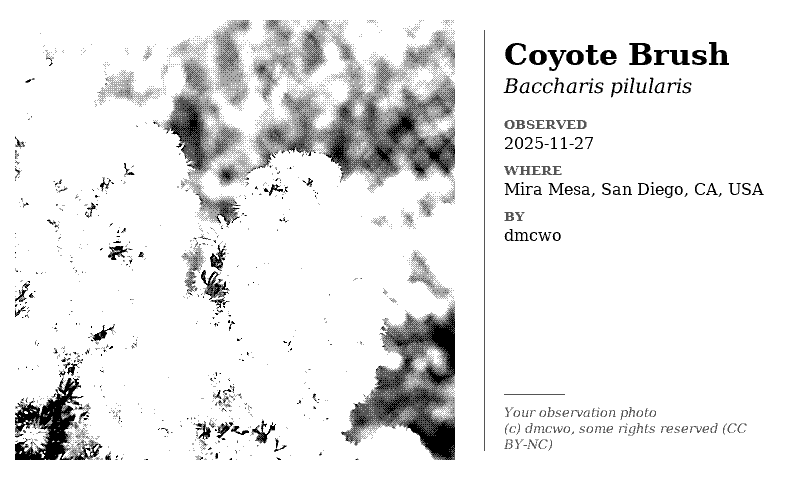 Coyote Brush
Baccharis pilularis
OBSERVED
2025-11-27
WHERE
Mira Mesa, San Diego, CA, USA
BY
dmcwo
Your observation photo
(c) dmcwo, some rights reserved (CC
BY-NC)